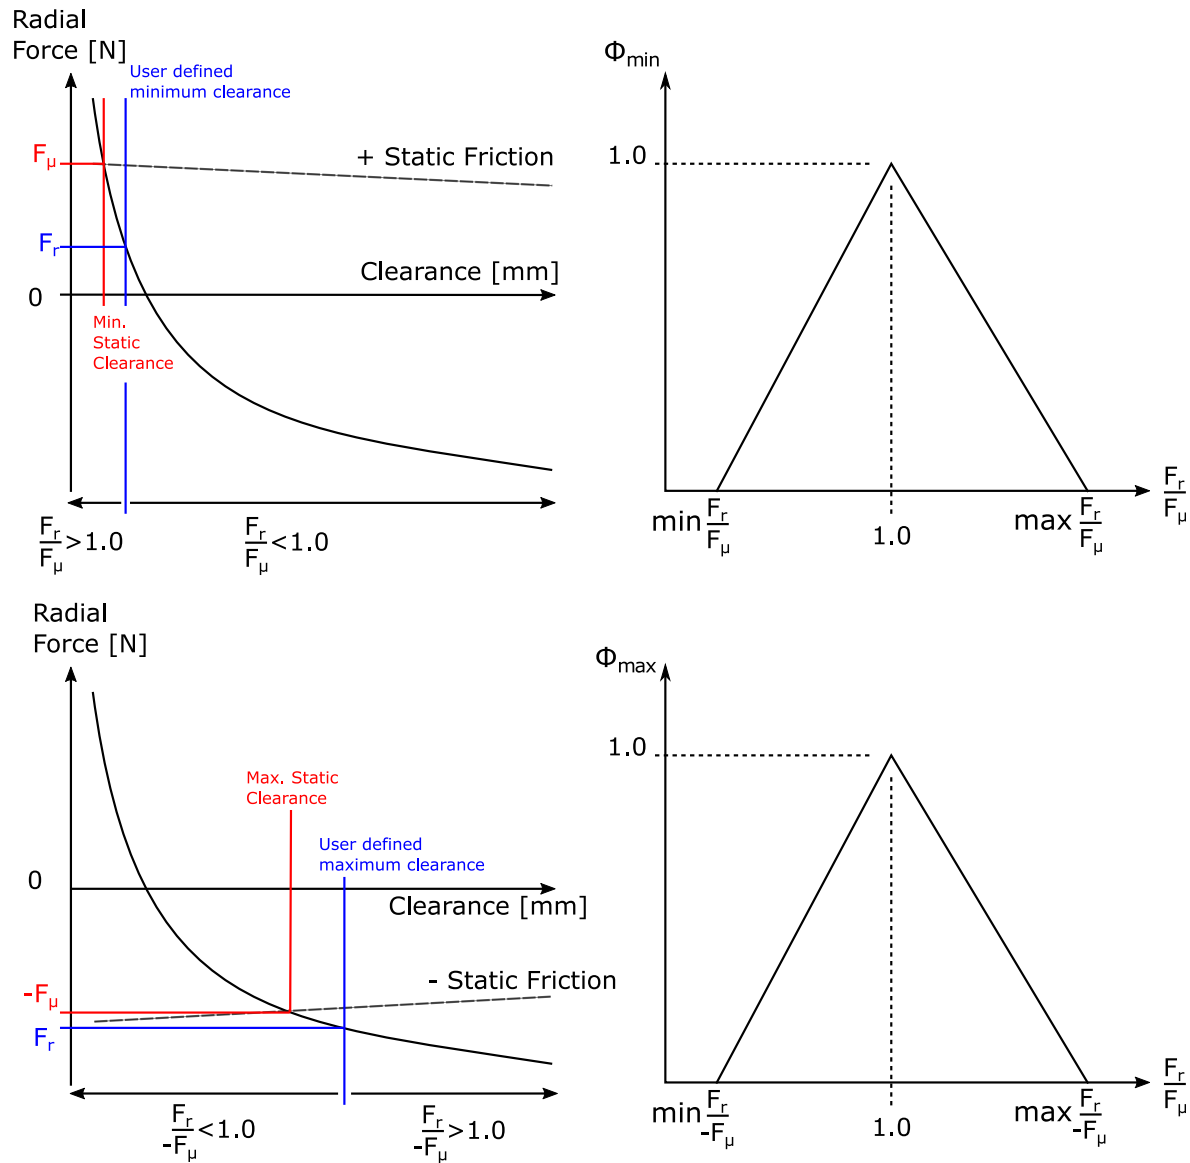 Radial
Force [N]
User defined
minimum clearance
Fμ
+ Static Friction
Fr
Clearance [mm]
0
Min.
Static
Clearance
Fr/Fμ>1.0
Fr/Fμ<1.0
Φmin
1.0
min Fr/Fμ
1.0
max Fr/Fμ
Fr/Fμ
Radial
Force [N]
Max. Static
Clearance
User defined
maximum clearance
0
Clearance [mm]
- Static Friction
-Fμ
Fr
Fr/-Fμ<1.0
Fr/-Fμ>1.0
Φmax
1.0
min Fr/-Fμ
1.0
max Fr/-Fμ
Fr/Fμ